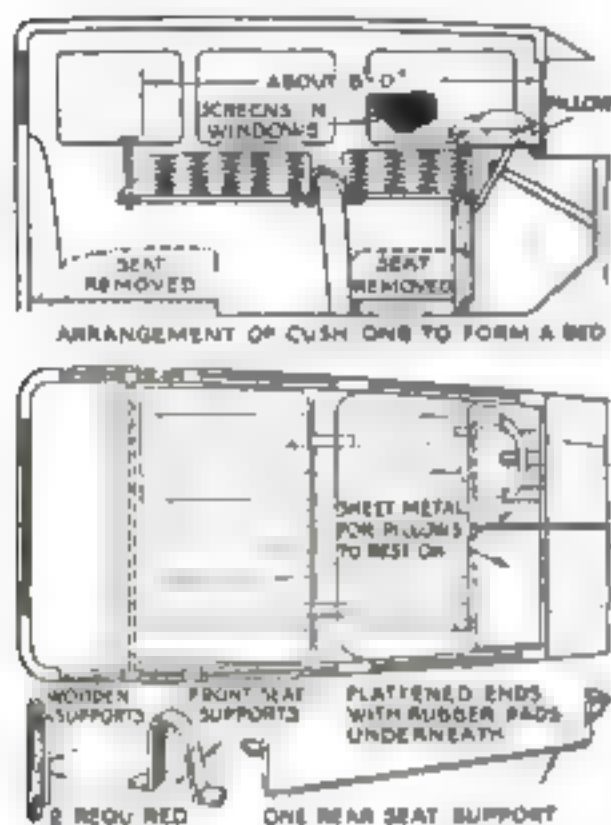 ABOUT 6'-0"
SCREENS IN
WINDOWS
PILLOW
SEAT
REMOVED
SEAT
REMOVED
ARRANGEMENT OF CUSHIONS TO FORM A BED
SHEET METAL
FOR PILLOWS
TO REST ON
WOODEN
SUPPORTS
2 REQUIRED
FRONT SEAT
SUPPORTS
FLATTENED ENDS
WITH RUBBER PADS
UNDERNEATH
ONE REAR SEAT SUPPORT